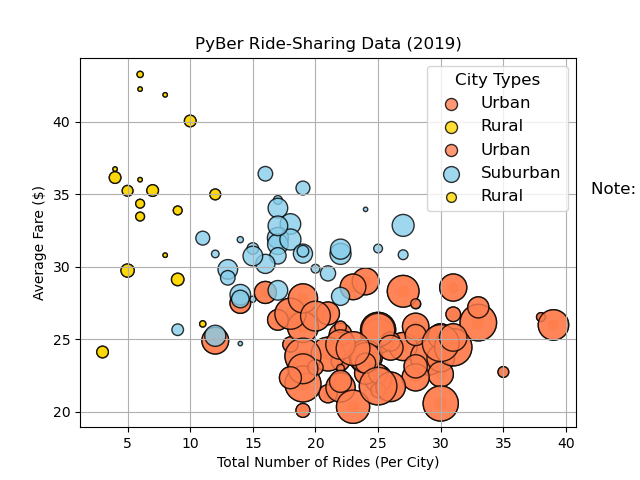 PyBer Ride-Sharing Data (2019)
City Types
Urban
Rural
Urban
Suburban
Rural
Note:
Average Fare ($)
40
35
30
25
20
5 10 15 20 25 30 35 40
Total Number of Rides (Per City)